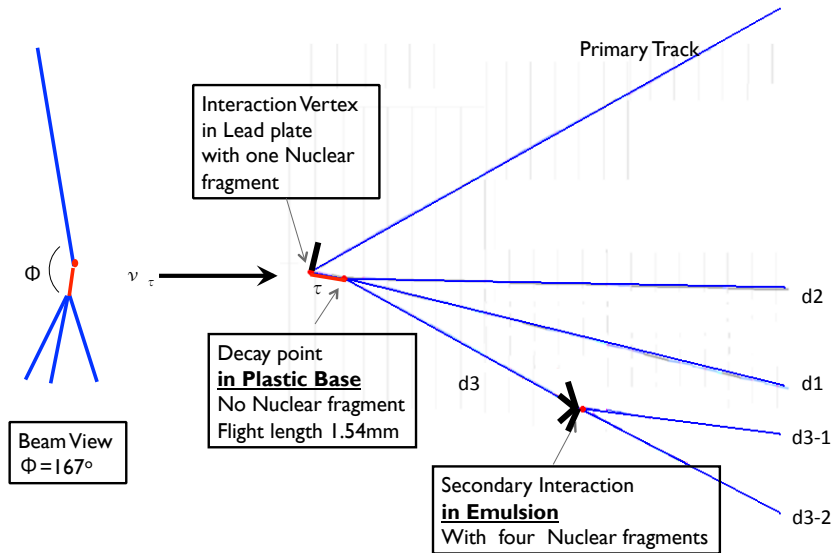 Primary Track
Interaction Vertex
in Lead plate
with one Nuclear
fragment
Φ
ν τ
τ
d2
Decay point
in Plastic Base
No Nuclear fragment
Flight length 1.54mm
d3
d1
Beam View
Φ=167°
d3-1
Secondary Interaction
in Emulsion
With four Nuclear fragments
d3-2